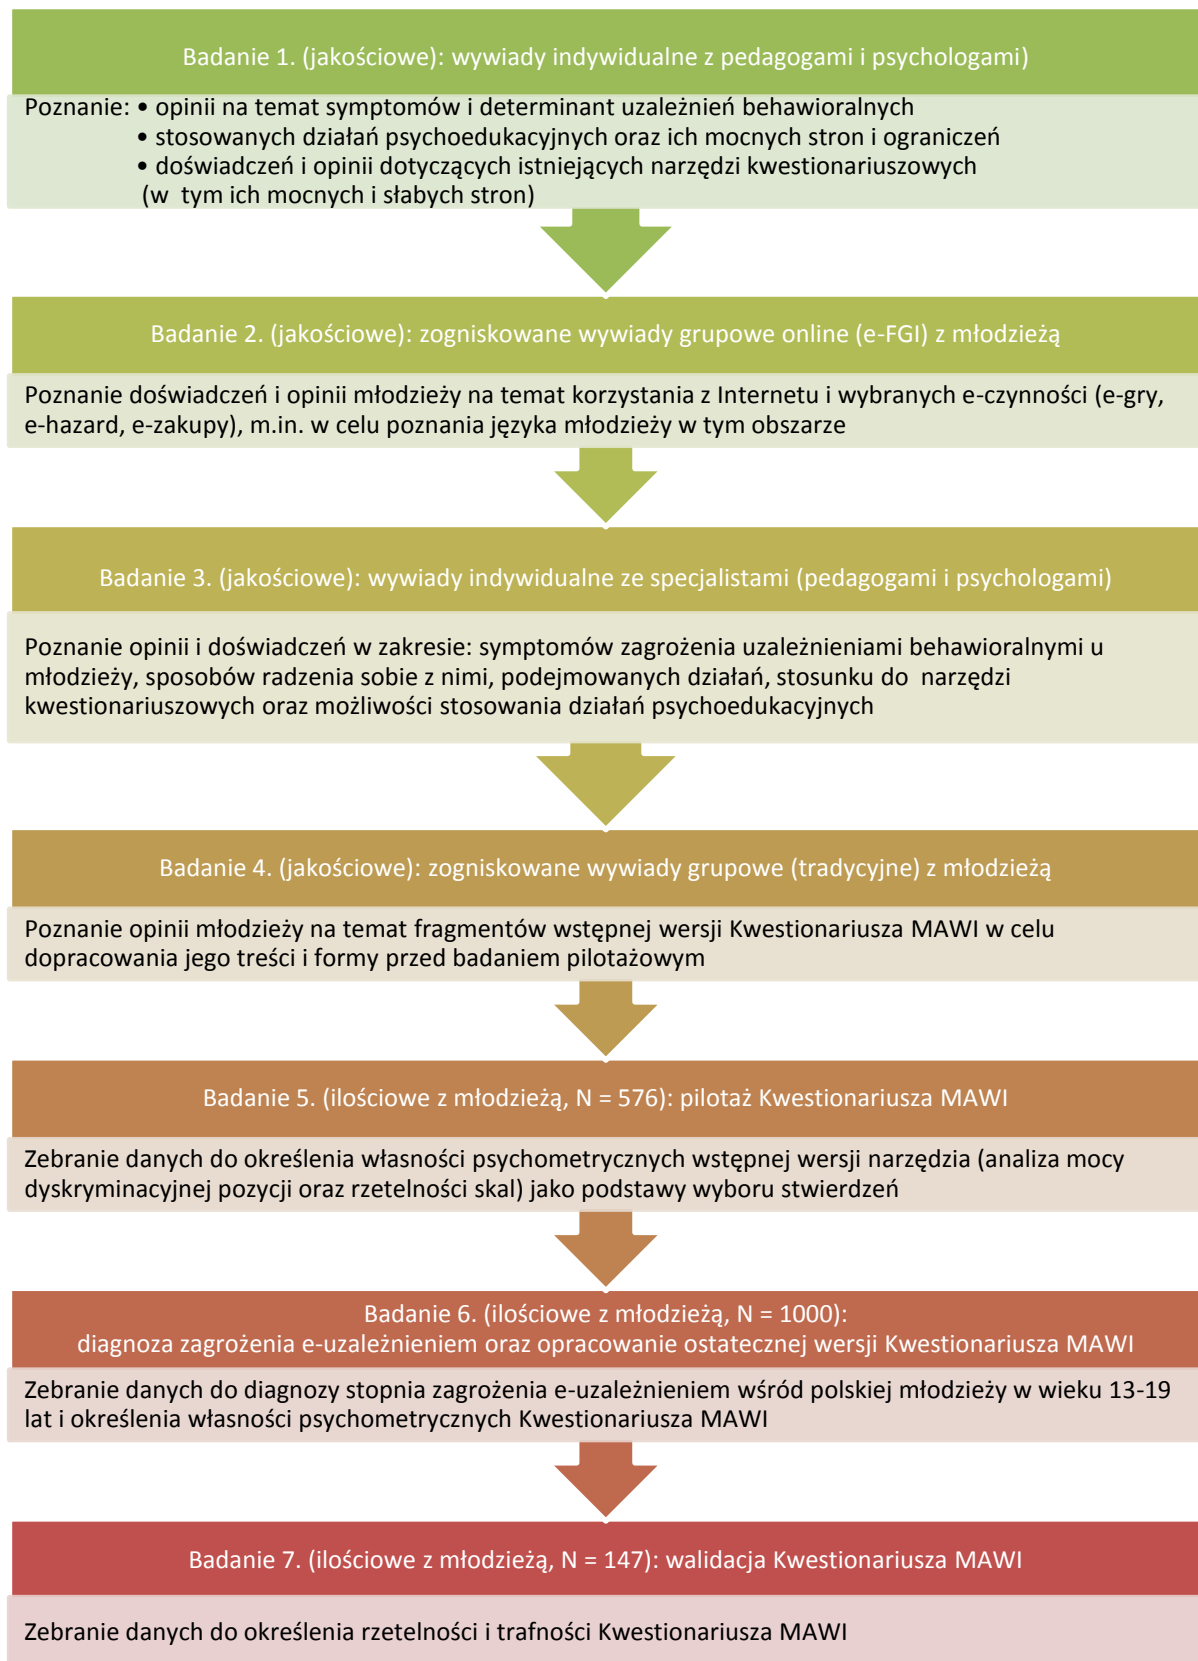 Badanie 1. (jakościowe): wywiady indywidualne z pedagogami i psychologami)
Poznanie: • opinii na temat symptomów i determinant uzależnień behawioralnych
• stosowanych działań psychoedukacyjnych oraz ich mocnych stron i ograniczeń
• doświadczeń i opinii dotyczących istniejących narzędzi kwestionariuszowych
(w tym ich mocnych i słabych stron)
Badanie 2. (jakościowe): zogniskowane wywiady grupowe online (e-FGI) z młodzieżą
Poznanie doświadczeń i opinii młodzieży na temat korzystania z Internetu i wybranych e-czynności (e-gry,
e-hazard, e-zakupy), m.in. w celu poznania języka młodzieży w tym obszarze
Badanie 3. (jakościowe): wywiady indywidualne ze specjalistami (pedagogami i psychologami)
Poznanie opinii i doświadczeń w zakresie: symptomów zagrożenia uzależnieniami behawioralnymi u
młodzieży, sposobów radzenia sobie z nimi, podejmowanych działań, stosunku do narzędzi
kwestionariuszowych oraz możliwości stosowania działań psychoedukacyjnych
Badanie 4. (jakościowe): zogniskowane wywiady grupowe (tradycyjne) z młodzieżą
Poznanie opinii młodzieży na temat fragmentów wstępnej wersji Kwestionariusza MAWI w celu
dopracowania jego treści i formy przed badaniem pilotażowym
Badanie 5. (ilościowe z młodzieżą, N = 576): pilotaż Kwestionariusza MAWI
Zebranie danych do określenia własności psychometrycznych wstępnej wersji narzędzia (analiza mocy
dyskryminacyjnej pozycji oraz rzetelności skal) jako podstawy wyboru stwierdzeń
Badanie 6. (ilościowe z młodzieżą, N = 1000):
diagnoza zagrożenia e-uzależnieniem oraz opracowanie ostatecznej wersji Kwestionariusza MAWI
Zebranie danych do diagnozy stopnia zagrożenia e-uzależnieniem wśród polskiej młodzieży w wieku 13-19
lat i określenia własności psychometrycznych Kwestionariusza MAWI
Badanie 7. (ilościowe z młodzieżą, N = 147): walidacja Kwestionariusza MAWI
Zebranie danych do określenia rzetelności i trafności Kwestionariusza MAWI